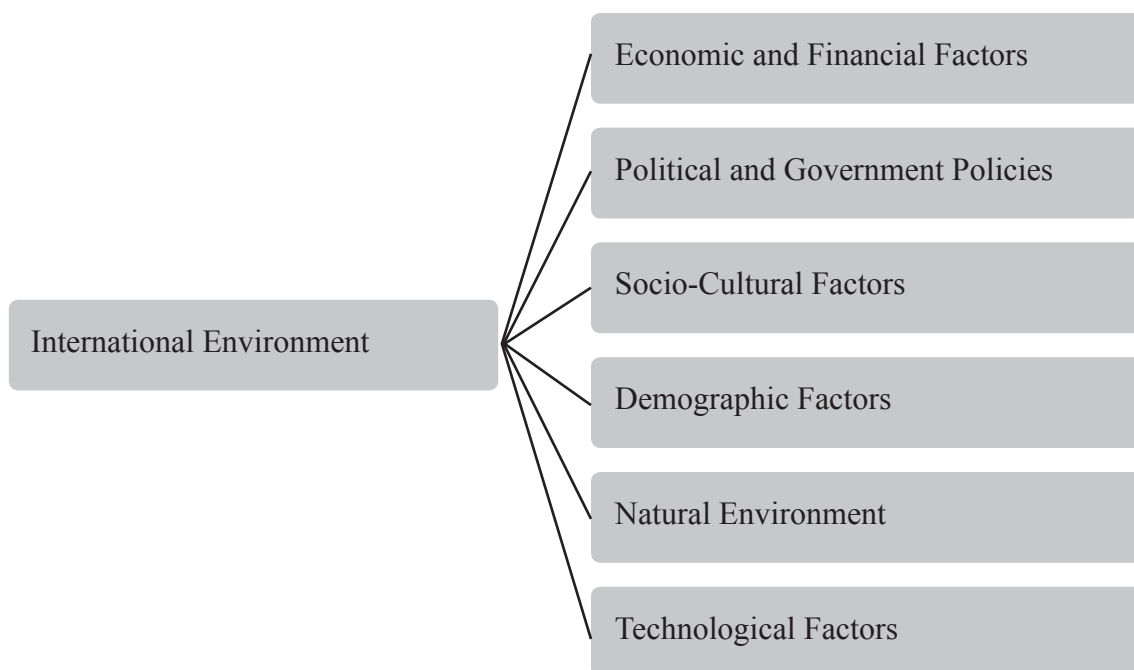 Economic and Financial Factors
Political and Government Policies
Socio-Cultural Factors
International Environment
Demographic Factors
Natural Environment
Technological Factors